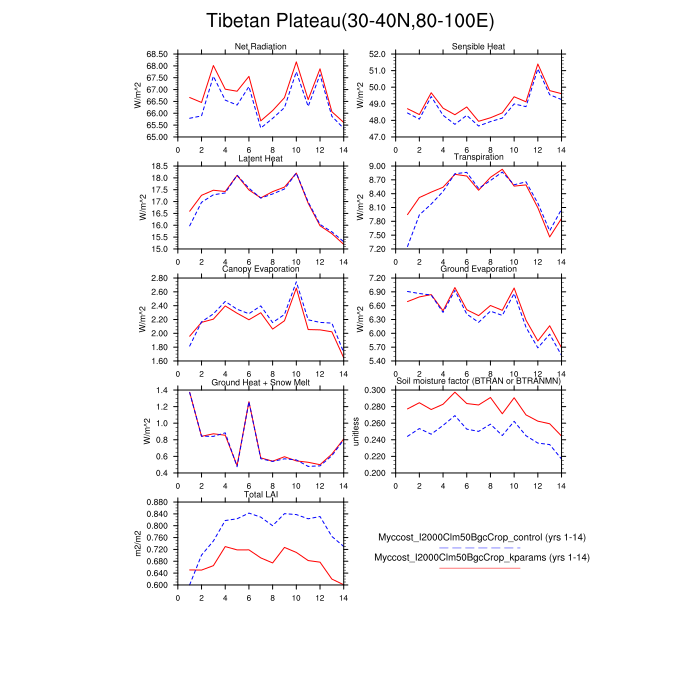 Tibetan Plateau(30-40N,80-100E)
Net Radiation
W/m^2
68.50
68.00
67.50
67.00
66.50
66.00
65.50
65.00
0 2 4 6 8 10 12 14
Sensible Heat
W/m^2
52.0
51.0
50.0
49.0
48.0
47.0
0 2 4 6 8 10 12 14
Latent Heat
W/m^2
18.5
18.0
17.5
17.0
16.5
16.0
15.5
15.0
0 2 4 6 8 10 12 14
Transpiration
W/m^2
9.00
8.70
8.40
8.10
7.80
7.50
7.20
0 2 4 6 8 10 12 14
Canopy Evaporation
W/m^2
2.80
2.60
2.40
2.20
2.00
1.80
1.60
0 2 4 6 8 10 12 14
Ground Evaporation
W/m^2
7.20
6.90
6.60
6.30
6.00
5.70
5.40
0 2 4 6 8 10 12 14
Ground Heat + Snow Melt
W/m^2
1.4
1.2
1.0
0.8
0.6
0.4
0 2 4 6 8 10 12 14
Soil moisture factor (BTRAN or BTRANMN)
unitless
0.300
0.280
0.260
0.240
0.220
0.200
0 2 4 6 8 10 12 14
Total LAI
m2/m2
0.880
0.840
0.800
0.760
0.720
0.680
0.640
0.600
0 2 4 6 8 10 12 14
Myccost_I2000Clm50BgcCrop_control (yrs 1-14)
Myccost_I2000Clm50BgcCrop_kparams (yrs 1-14)